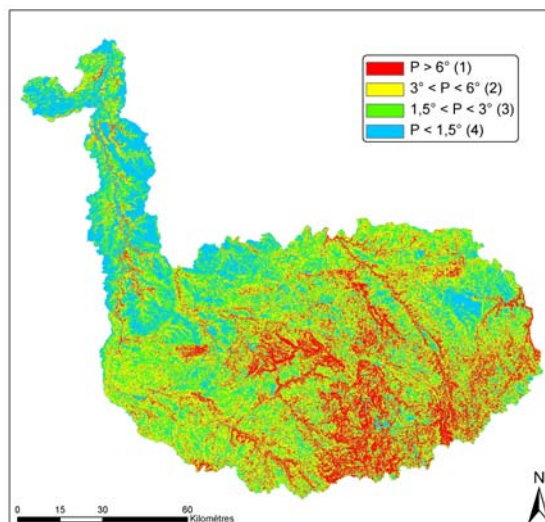 P > 6° (1)
3° < P < 6° (2)
1,5° < P < 3° (3)
P < 1,5° (4)
N
0 15 30 60
Kilomètres